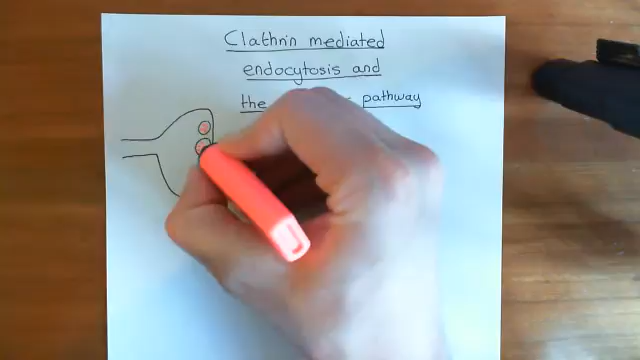 Clathrin mediated
endocytosis and
the pathway